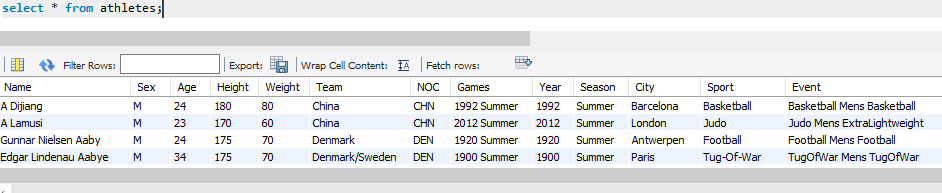 select * from athletes;
Filter Rows: Export: Wrap Cell Content: Fetch rows:
Name Sex Age Height Weight Team NOC Games Year Season City Sport Event
A Dijiang M 24 180 80 China CHN 1992 Summer 1992 Summer Barcelona Basketball Basketball Mens Basketball
A Lamusi M 23 170 60 China CHN 2012 Summer 2012 Summer London Judo Judo Mens ExtraLightweight
Gunnar Nielsen Aaby M 24 175 70 Denmark DEN 1920 Summer 1920 Summer Antwerpen Football Football Mens Football
Edgar Lindenau Aabye M 34 175 70 Denmark/Sweden DEN 1900 Summer 1900 Summer Paris Tug-Of-War TugOfWar Mens TugOfWar